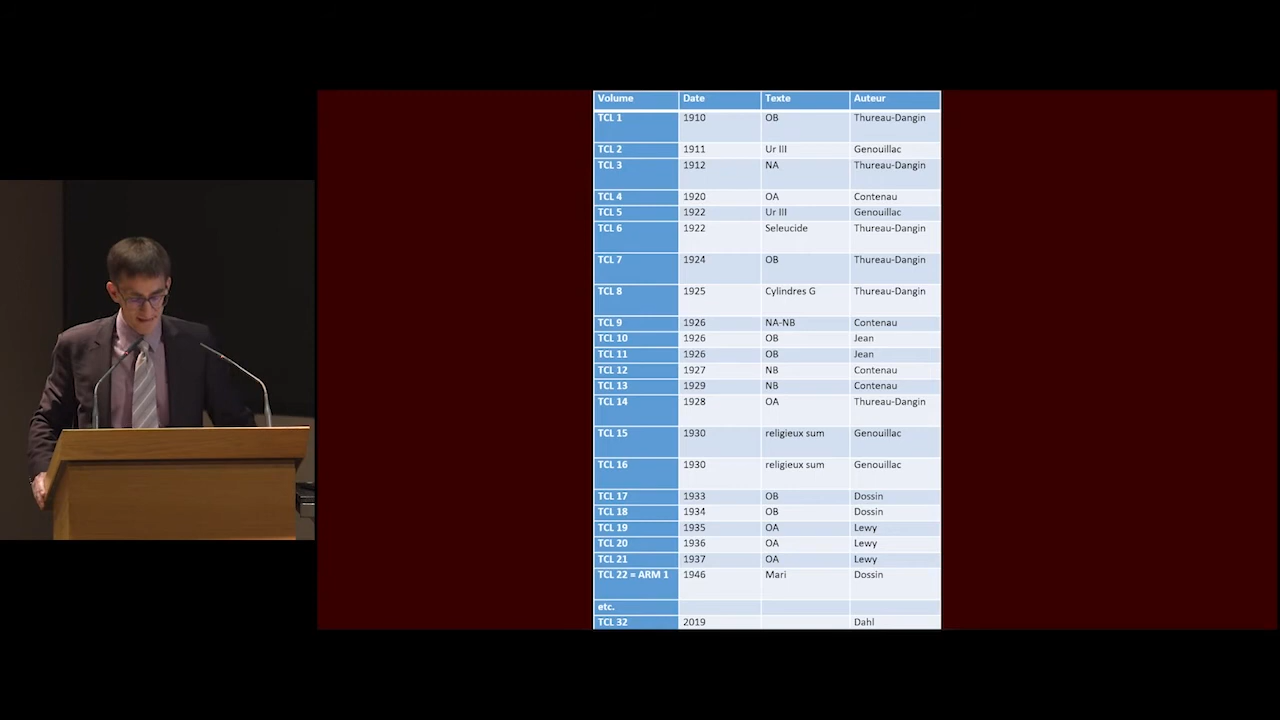 Volume Date Texte Auteur
TCL 1 1910 OB Thureau-Dangin
TCL 2 1911 Ur III Genouillac
TCL 3 1912 NA Thureau-Dangin
TCL 4 1920 OA Contenau
TCL 5 1922 Ur III Genouillac
TCL 6 1922 Seleucide Thureau-Dangin
TCL 7 1924 OB Thureau-Dangin
TCL 8 1925 Cylindres G Thureau-Dangin
TCL 9 1926 NA-NB Contenau
TCL 10 1926 OB Jean
TCL 11 1926 OB Jean
TCL 12 1927 NB Contenau
TCL 13 1929 NB Contenau
TCL 14 1928 OA Thureau-Dangin
TCL 15 1930 religieux sum Genouillac
TCL 16 1930 religieux sum Genouillac
TCL 17 1933 OB Dossin
TCL 18 1934 OB Dossin
TCL 19 1935 OA Lewy
TCL 20 1936 OA Lewy
TCL 21 1937 OA Lewy
TCL 22 = ARM 1 1946 Mari Dossin
etc.
TCL 32 2019 Dahl